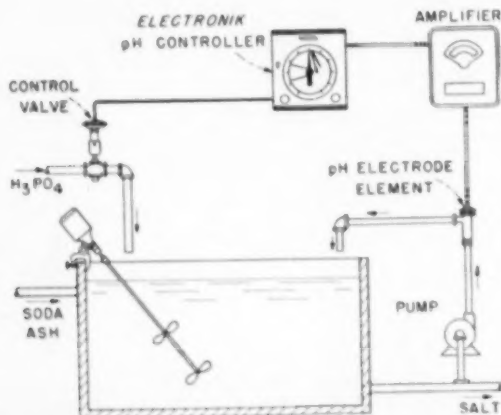 ELECTRONIK
pH CONTROLLER
AMPLIFIER
CONTROL
VALVE
H₃PO₄
pH ELECTRODE
ELEMENT
SODA
ASH
PUMP
SALT